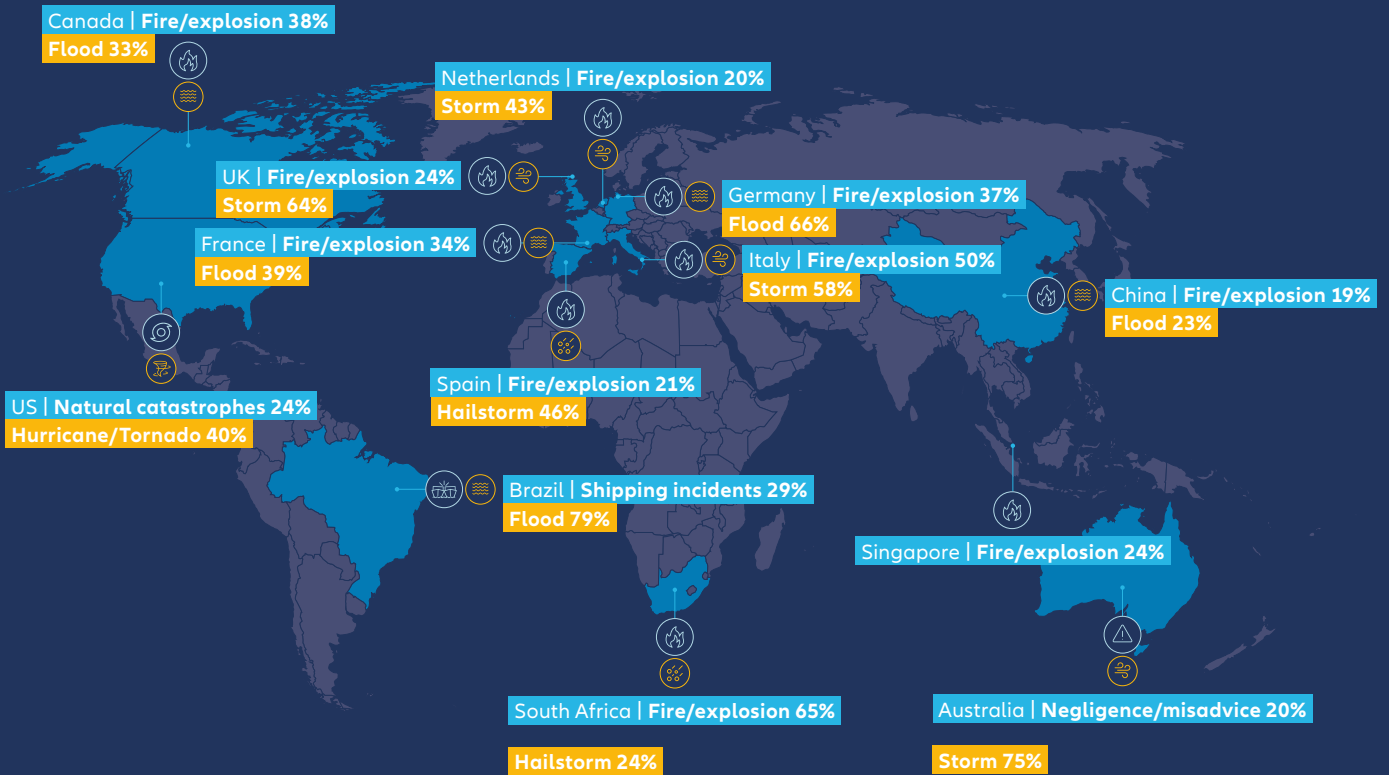 Canada | Fire/explosion 38%
Flood 33%
Netherlands | Fire/explosion 20%
Storm 43%
UK | Fire/explosion 24%
Storm 64%
Germany | Fire/explosion 37%
Flood 66%
France | Fire/explosion 34%
Flood 39%
Italy | Fire/explosion 50%
Storm 58%
China | Fire/explosion 19%
Flood 23%
Spain | Fire/explosion 21%
Hailstorm 46%
US | Natural catastrophes 24%
Hurricane/Tornado 40%
Brazil | Shipping incidents 29%
Flood 79%
Singapore | Fire/explosion 24%
South Africa | Fire/explosion 65%
Hailstorm 24%
Australia | Negligence/misadvice 20%
Storm 75%